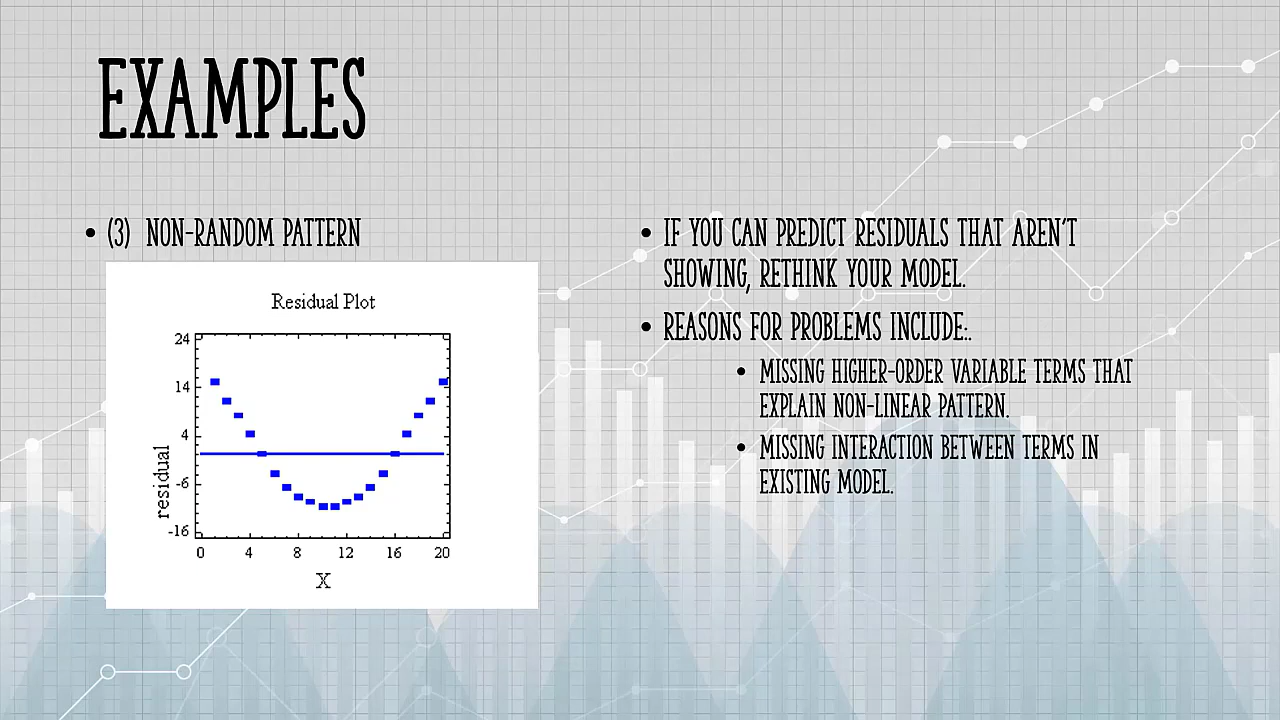 EXAMPLES
• (3) NON-RANDOM PATTERN
Residual Plot
24
14
4
-6
-16
residual
0 4 8 12 16 20
X
• IF YOU CAN PREDICT RESIDUALS THAT AREN'T
SHOWING, RETHINK YOUR MODEL.
• REASONS FOR PROBLEMS INCLUDE:.
• MISSING HIGHER-ORDER VARIABLE TERMS THAT
EXPLAIN NON-LINEAR PATTERN.
• MISSING INTERACTION BETWEEN TERMS IN
EXISTING MODEL.